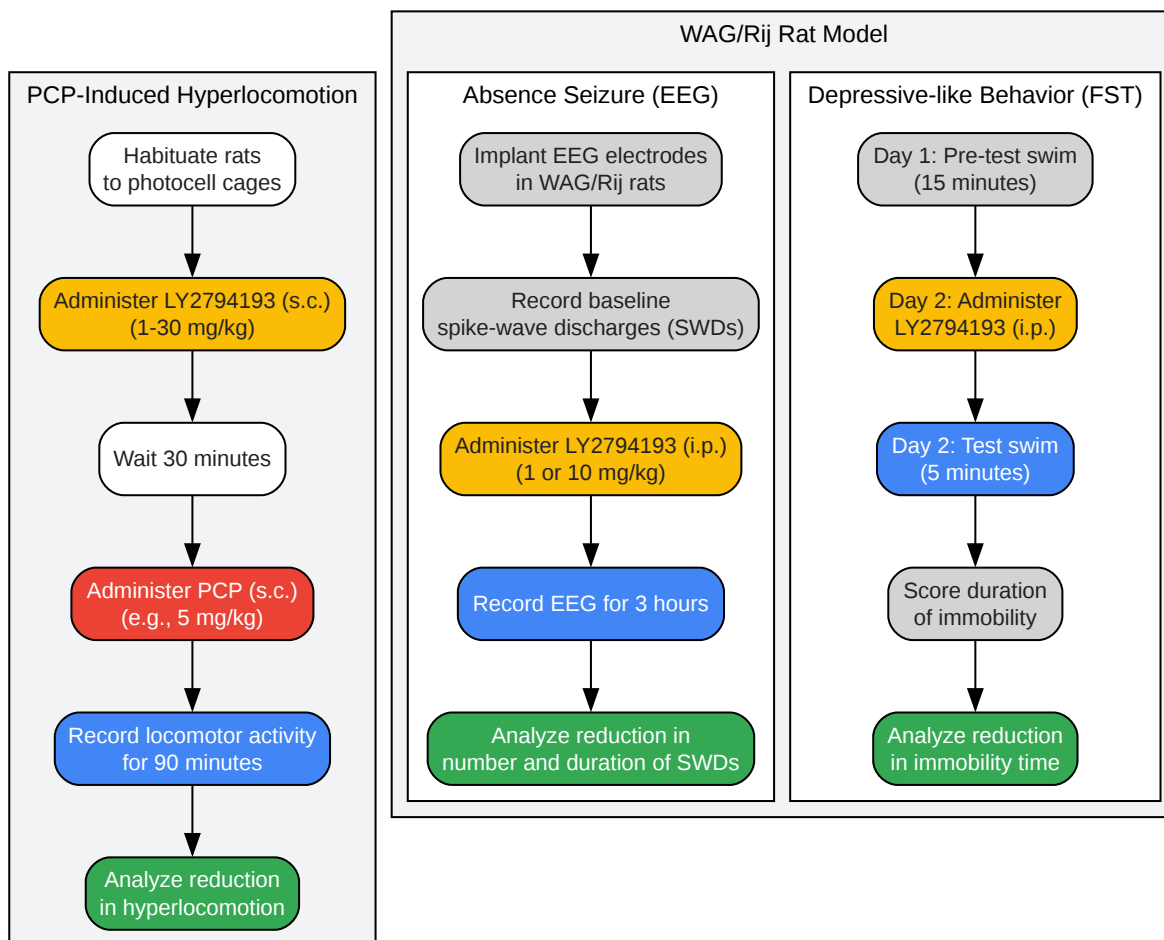 WAG/Rij Rat Model
PCP-Induced Hyperlocomotion
Habituate rats
to photocell cages
Administer LY2794193 (s.c.)
(1-30 mg/kg)
Wait 30 minutes
Administer PCP (s.c.)
(e.g., 5 mg/kg)
Record locomotor activity
for 90 minutes
Analyze reduction
in hyperlocomotion
Absence Seizure (EEG)
Implant EEG electrodes
in WAG/Rij rats
Record baseline
spike-wave discharges (SWDs)
Administer LY2794193 (i.p.)
(1 or 10 mg/kg)
Record EEG for 3 hours
Analyze reduction in
number and duration of SWDs
Depressive-like Behavior (FST)
Day 1: Pre-test swim
(15 minutes)
Day 2: Administer
LY2794193 (i.p.)
Day 2: Test swim
(5 minutes)
Score duration
of immobility
Analyze reduction
in immobility time